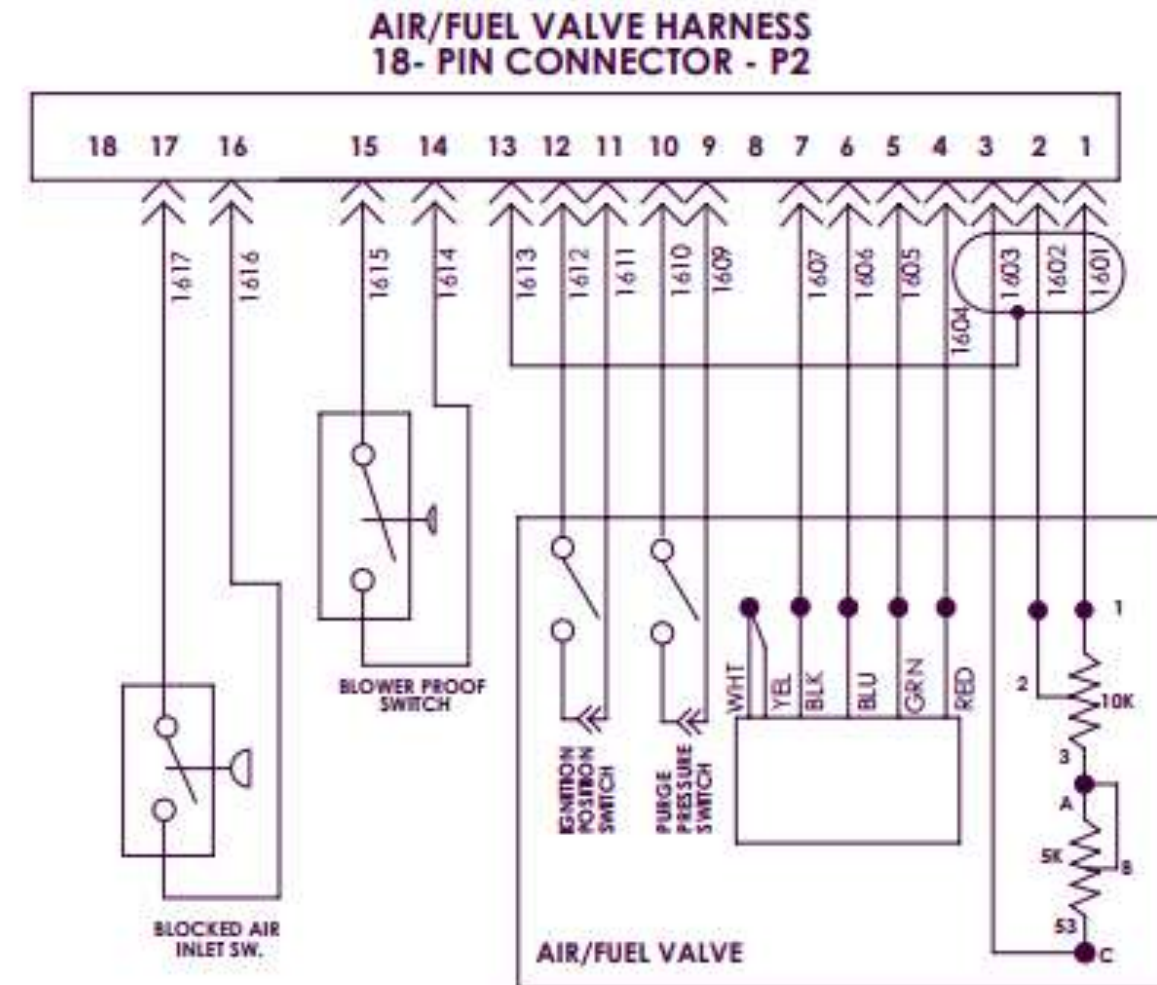 AIR/FUEL VALVE HARNESS
18- PIN CONNECTOR - P2
18 17 16 15 14 13 12 11 10 9 8 7 6 5 4 3 2 1
1617
1616
1615
1614
1613
1612
1611
1610
1609
1607
1606
1605
1604
1603
1602
1601
BLOWER PROOF
SWITCH
BLOCKED AIR
INLET SW.
IGNITION
POSITION
SWITCH
PURGE
PRESSURE
SWITCH
WHT
YEL
BLK
BLU
GRN
RED
1
2
10K
3
A
5K
B
53
C
AIR/FUEL VALVE